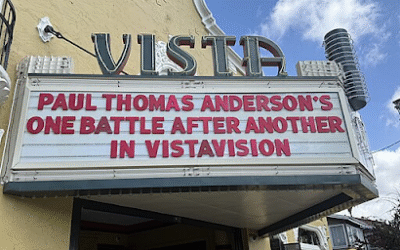 VISTA
PAUL THOMAS ANDERSON'S
ONE BATTLE AFTER ANOTHER
IN VISTAVISION